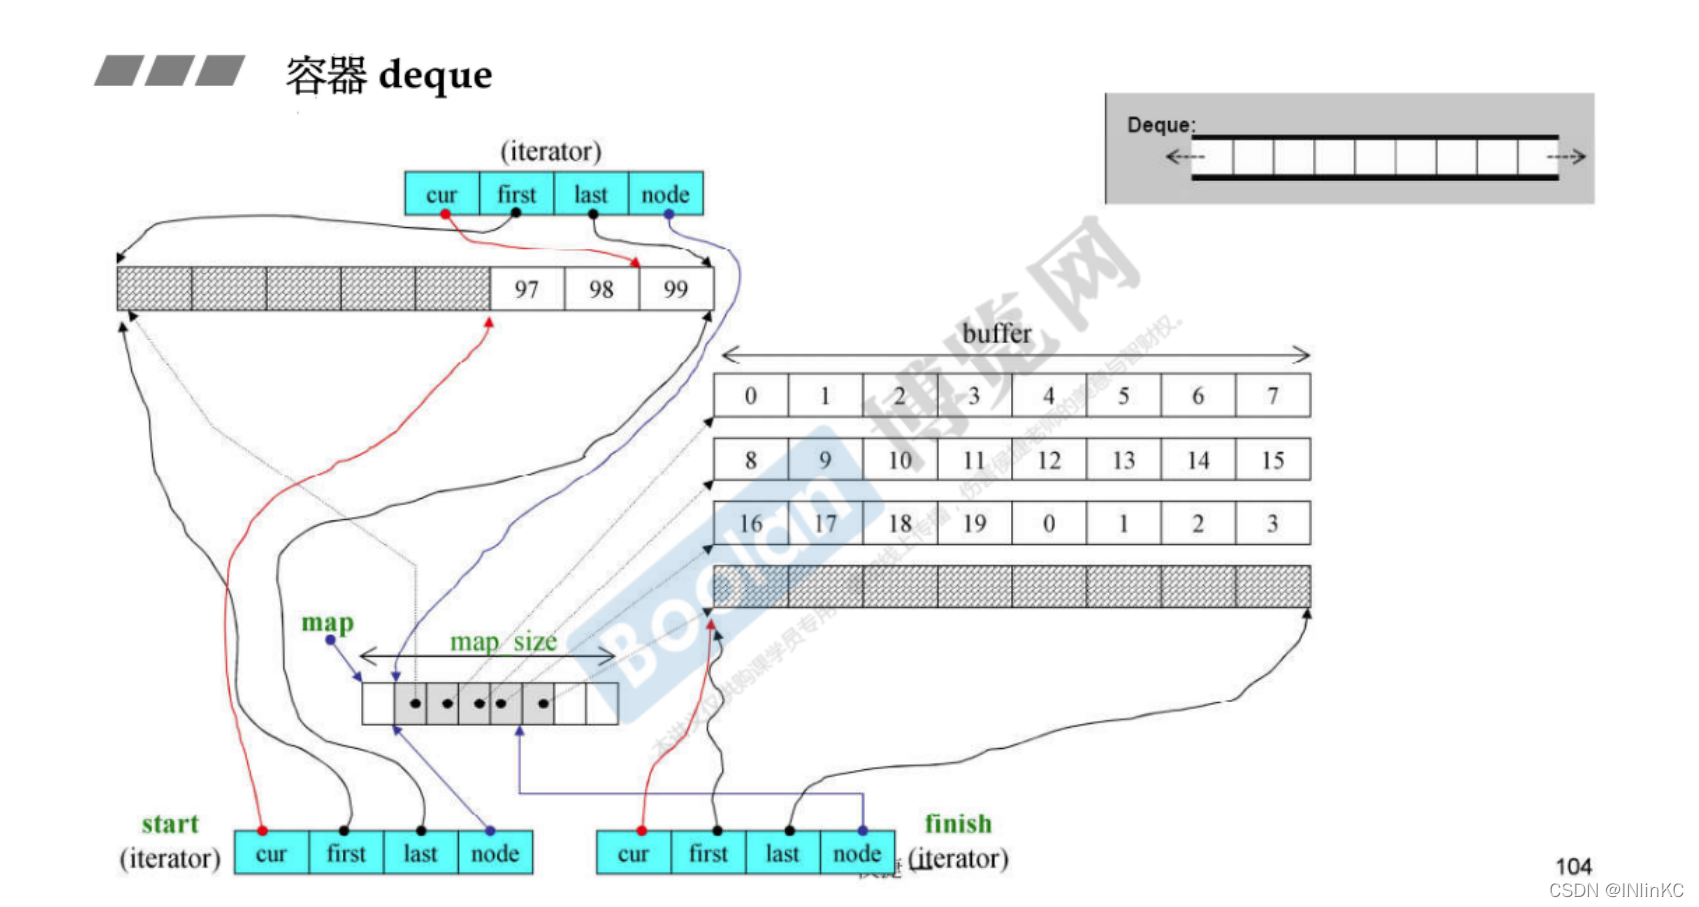 容器 deque
Deque:
(iterator)
cur first last node
97 98 99
buffer
0 1 2 3 4 5 6 7
8 9 10 11 12 13 14 15
16 17 18 19 0 1 2 3
map
map size
start
(iterator)
cur first last node
cur first last node
finish
(iterator)
博览网
Boolan
104
CSDN @INlinKC